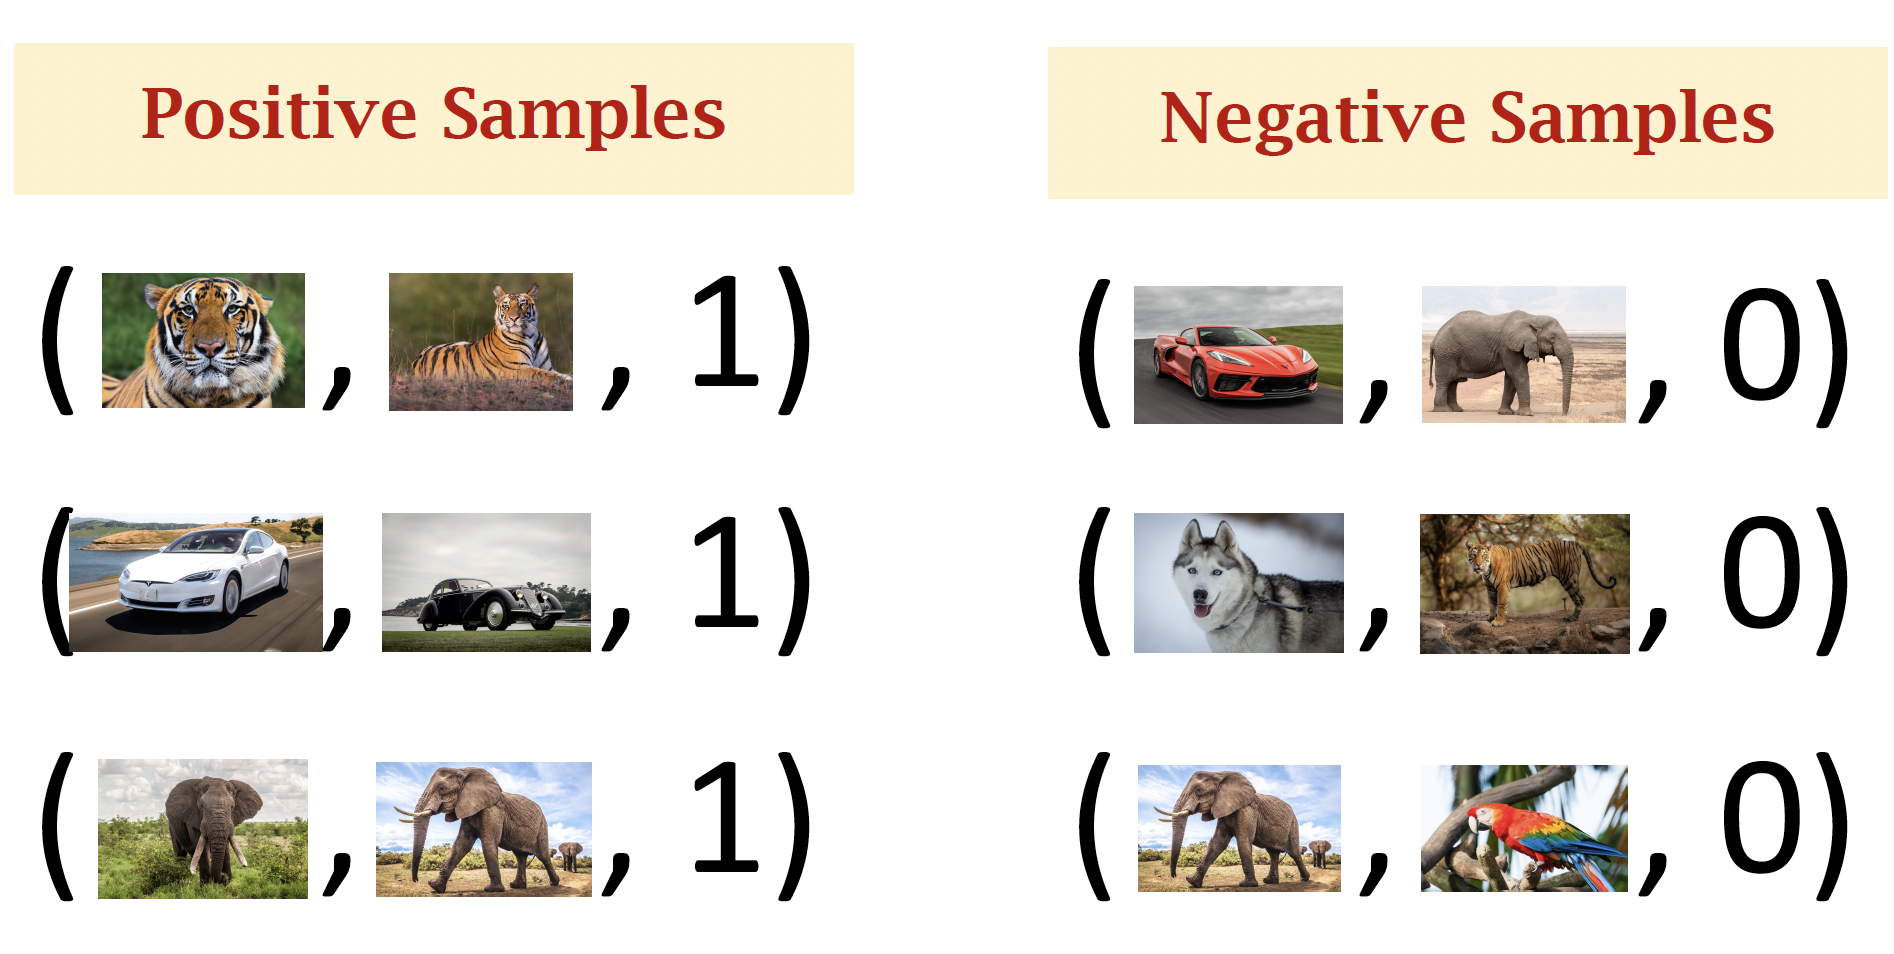 Positive Samples
Negative Samples
( , , 1)
( , , 0)
( , , 1)
( , , 0)
( , , 1)
( , , 0)